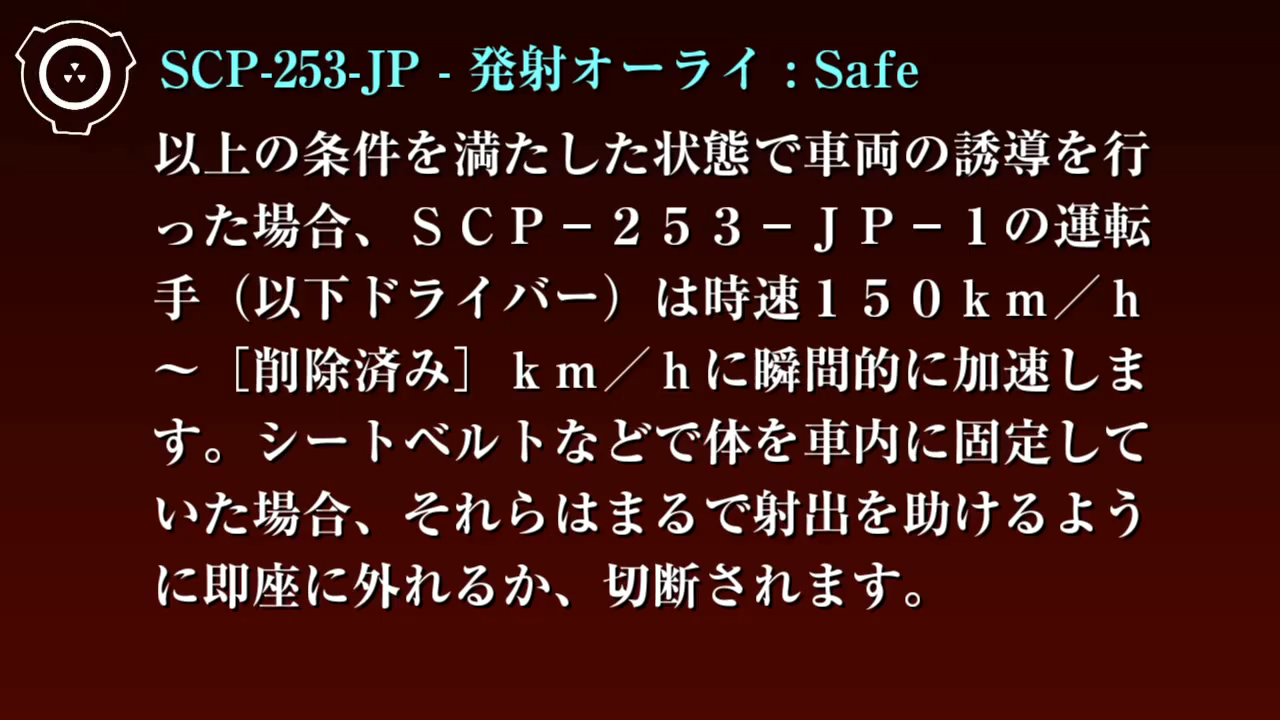 SCP-253-JP - 発射オーライ : Safe
以上の条件を満たした状態で車両の誘導を行
った場合、ＳＣＰ－２５３－ＪＰ－１の運転
手（以下ドライバー）は時速１５０ｋｍ／ｈ
～［削除済み］ｋｍ／ｈに瞬間的に加速しま
す。シートベルトなどで体を車内に固定して
いた場合、それらはまるで射出を助けるよう
に即座に外れるか、切断されます。